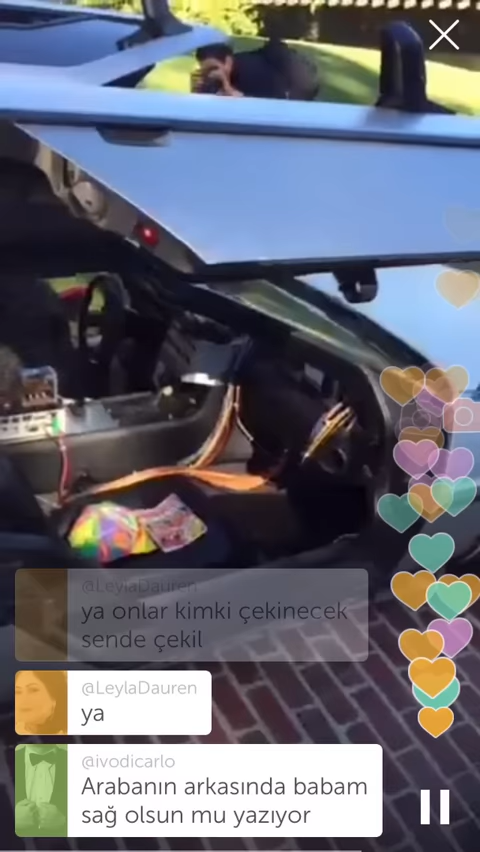 @LeylaDauren
ya onlar kimki çekinecek
sende çekil
@LeylaDauren
ya
@ivodicarlo
Arabanın arkasında babam
sağ olsun mu yazıyor